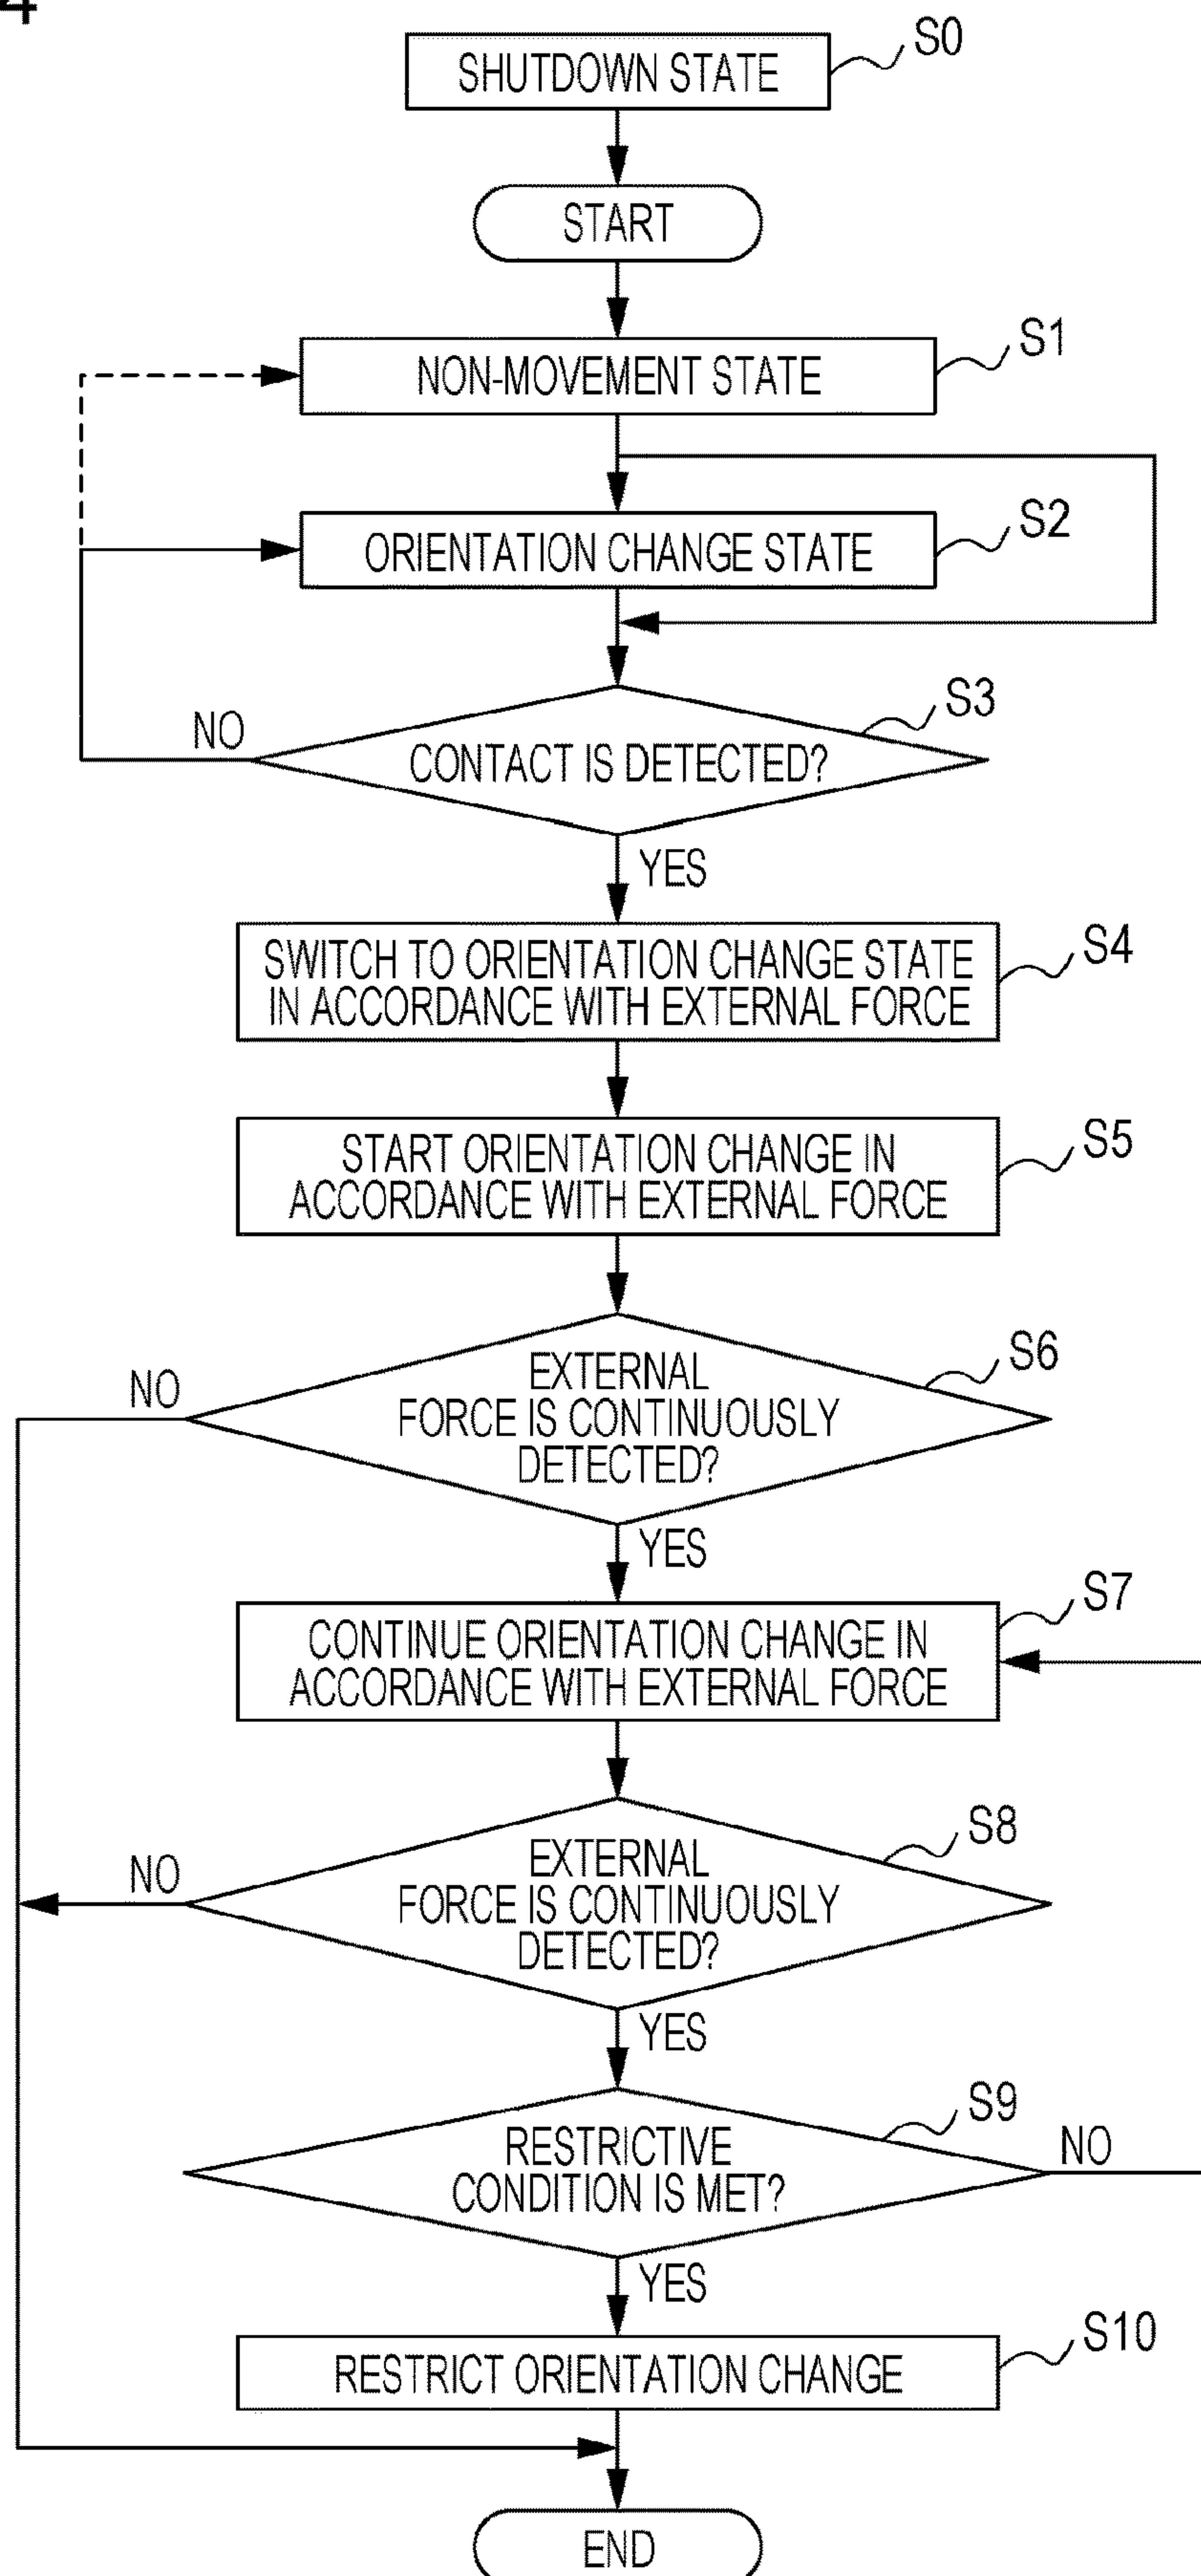 4
SHUTDOWN STATE
S0
START
NON-MOVEMENT STATE
S1
ORIENTATION CHANGE STATE
S2
CONTACT IS DETECTED?
S3
NO
YES
SWITCH TO ORIENTATION CHANGE STATE
IN ACCORDANCE WITH EXTERNAL FORCE
S4
START ORIENTATION CHANGE IN
ACCORDANCE WITH EXTERNAL FORCE
S5
EXTERNAL
FORCE IS CONTINUOUSLY
DETECTED?
S6
NO
YES
CONTINUE ORIENTATION CHANGE IN
ACCORDANCE WITH EXTERNAL FORCE
S7
EXTERNAL
FORCE IS CONTINUOUSLY
DETECTED?
S8
NO
YES
RESTRICTIVE
CONDITION IS MET?
S9
NO
YES
RESTRICT ORIENTATION CHANGE
S10
END